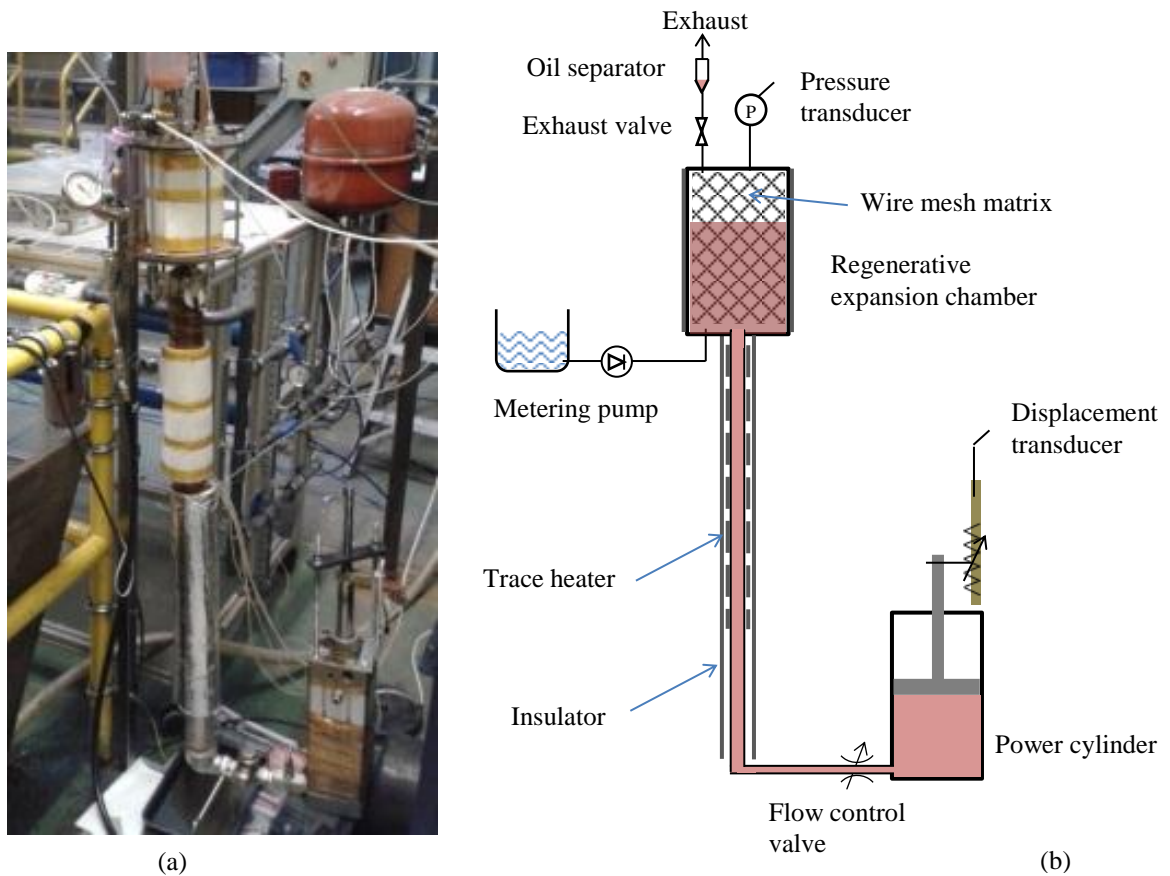 Exhaust
Oil separator
Pressure
transducer
P
Exhaust valve
Wire mesh matrix
Regenerative
expansion chamber
Metering pump
Displacement
transducer
Trace heater
Insulator
Power cylinder
Flow control
valve
(a)
(b)